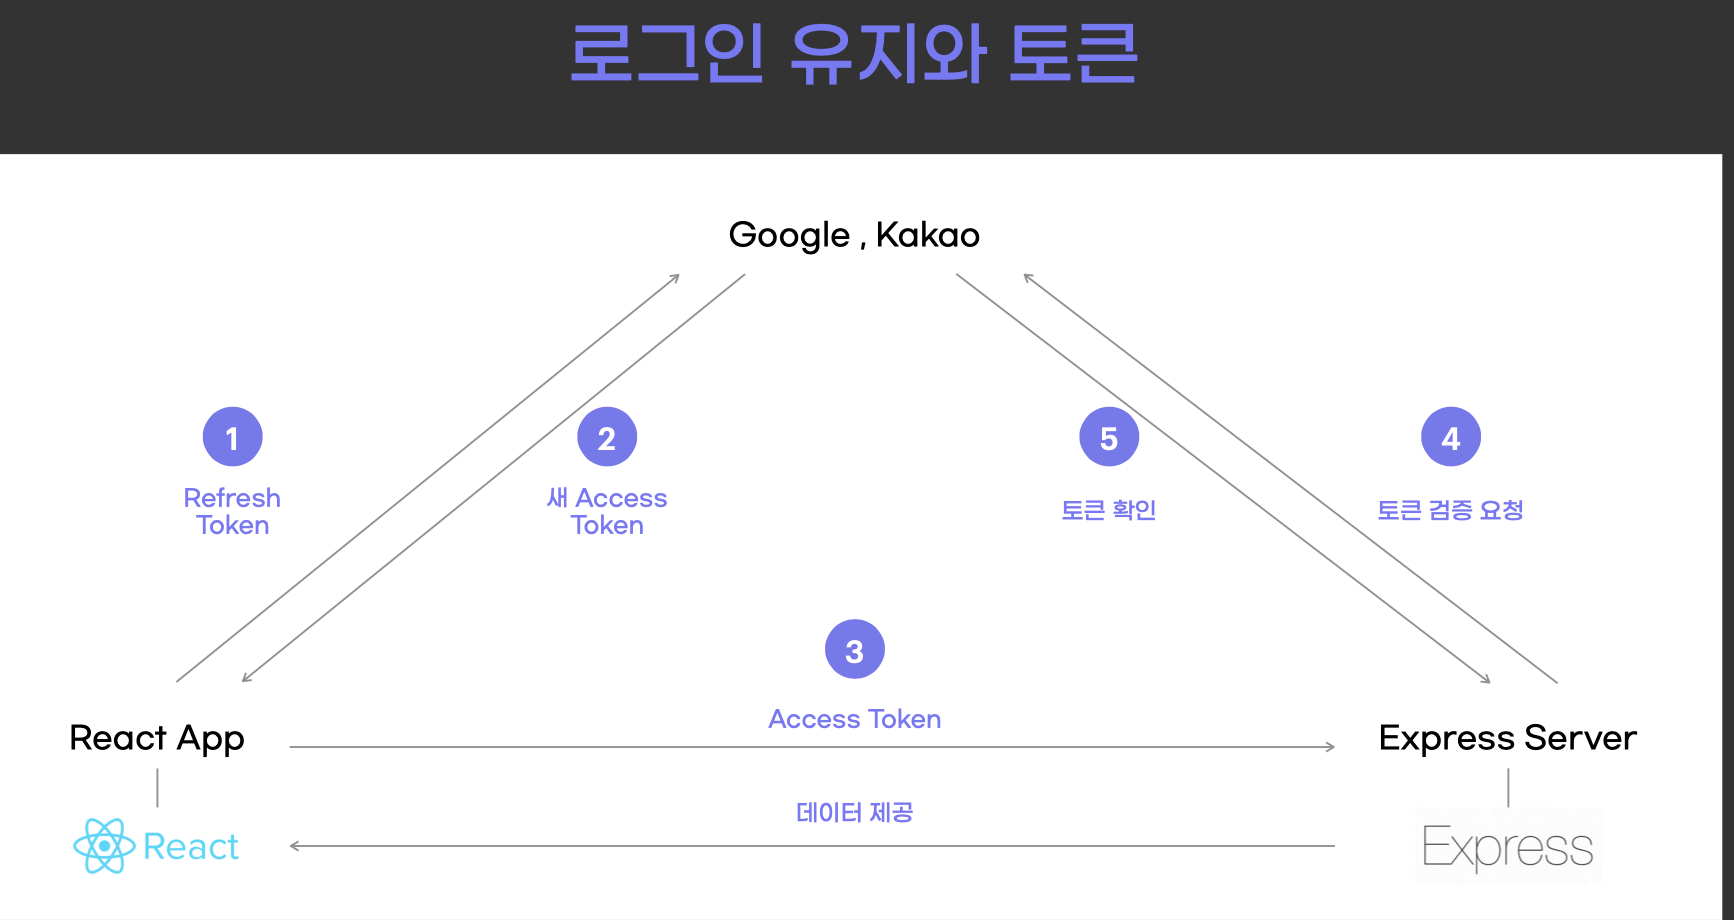 로그인 유지와 토큰
Google , Kakao
1
Refresh
Token
2
새 Access
Token
5
토큰 확인
4
토큰 검증 요청
3
Access Token
React App
Express Server
데이터 제공
React
Express